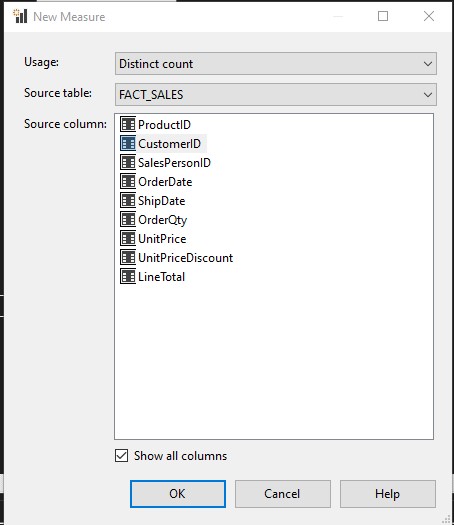 New Measure
Usage: Distinct count
Source table: FACT_SALES
Source column: ProductID
CustomerID
SalesPersonID
OrderDate
ShipDate
OrderQty
UnitPrice
UnitPriceDiscount
LineTotal
Show all columns
OK Cancel Help